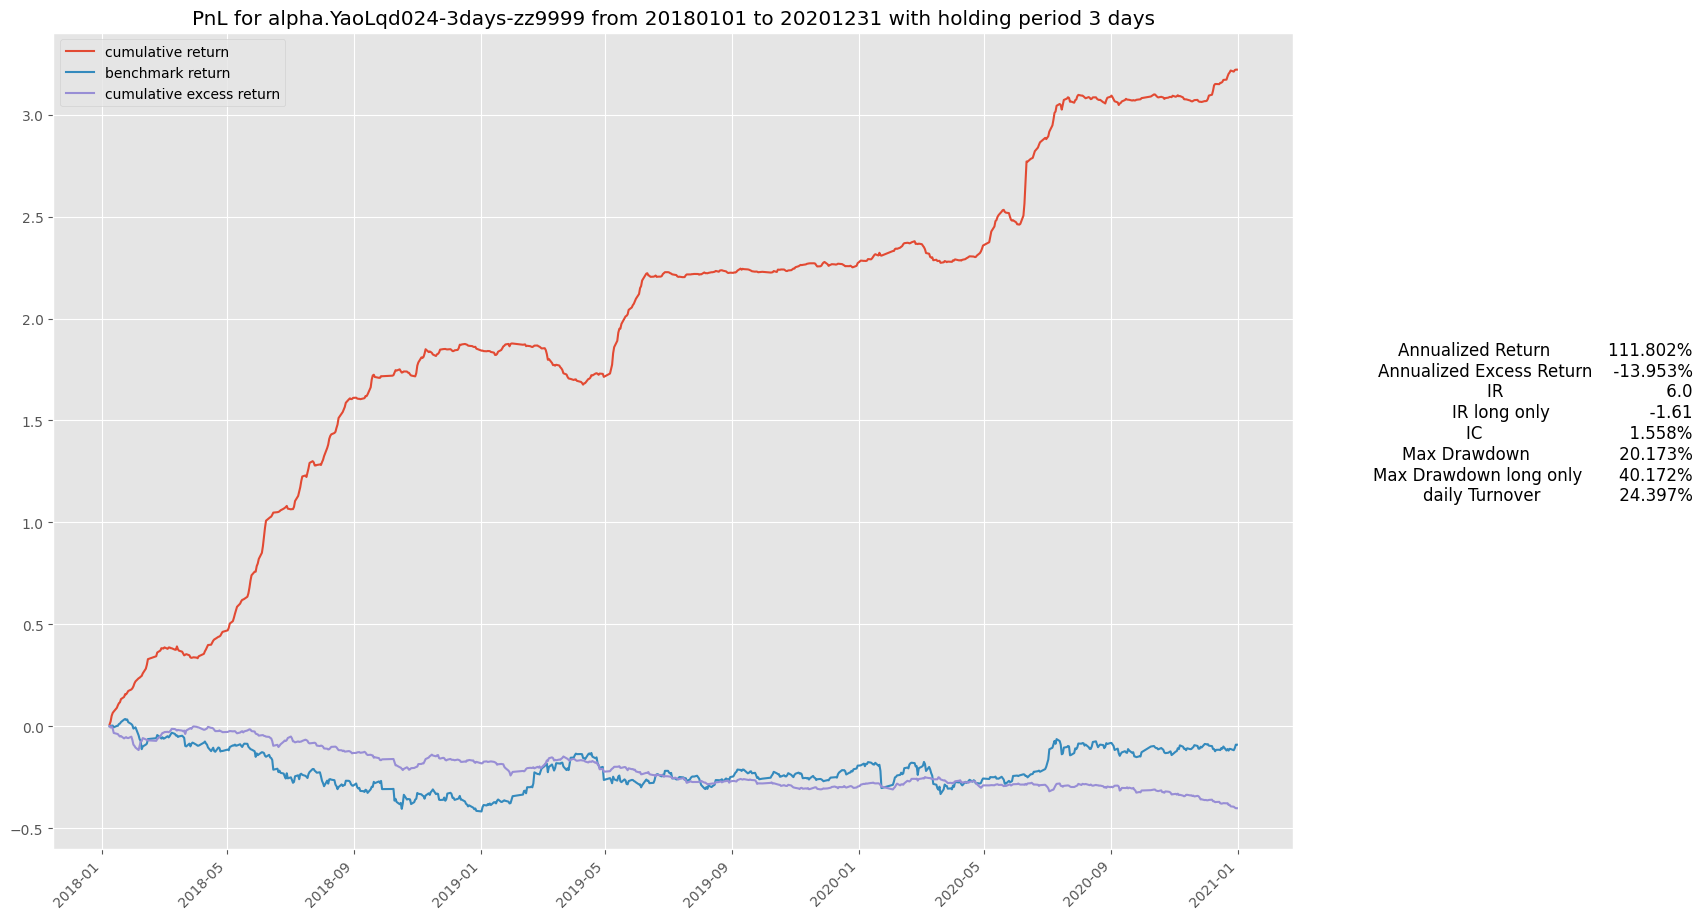 PnL for alpha.YaoLqd024-3days-zz9999 from 20180101 to 20201231 with holding period 3 days
cumulative return
benchmark return
cumulative excess return
3.0
2.5
2.0
1.5
1.0
0.5
0.0
−0.5
2018-01
2018-05
2018-09
2019-01
2019-05
2019-09
2020-01
2020-05
2020-09
2021-01
Annualized Return 111.802%
Annualized Excess Return -13.953%
IR 6.0
IR long only -1.61
IC 1.558%
Max Drawdown 20.173%
Max Drawdown long only 40.172%
daily Turnover 24.397%